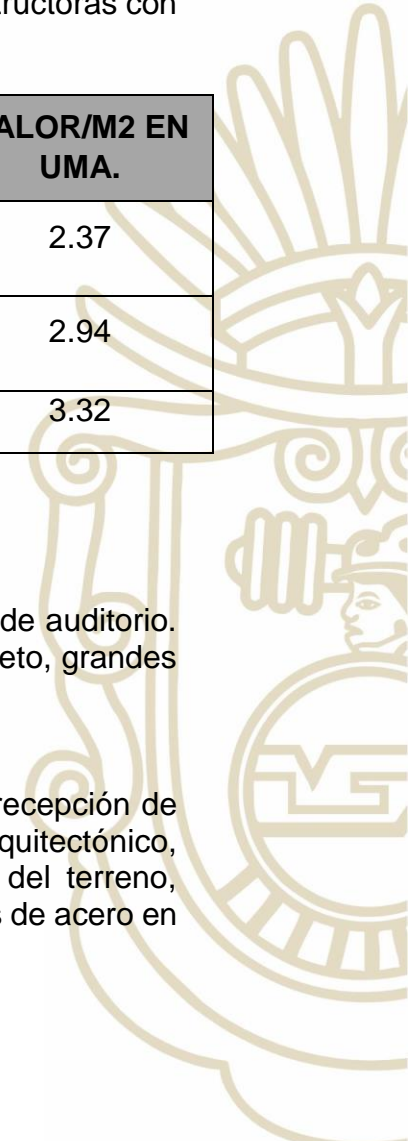 tructoras con
ALOR/M2 EN
UMA.
2.37
2.94
3.32
de auditorio.
eto, grandes
recepción de
quitectónico,
del terreno,
s de acero en